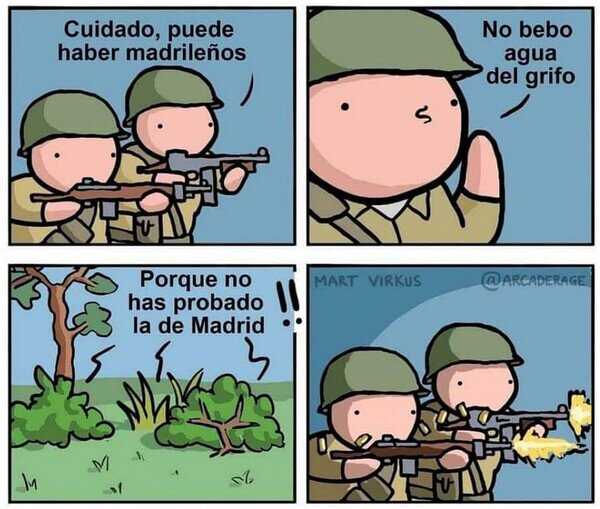 Cuidado, puede
haber madrileños
No bebo
agua
del grifo
Porque no
has probado
la de Madrid
!!
MART VIRKUS
@ARCADERAGE